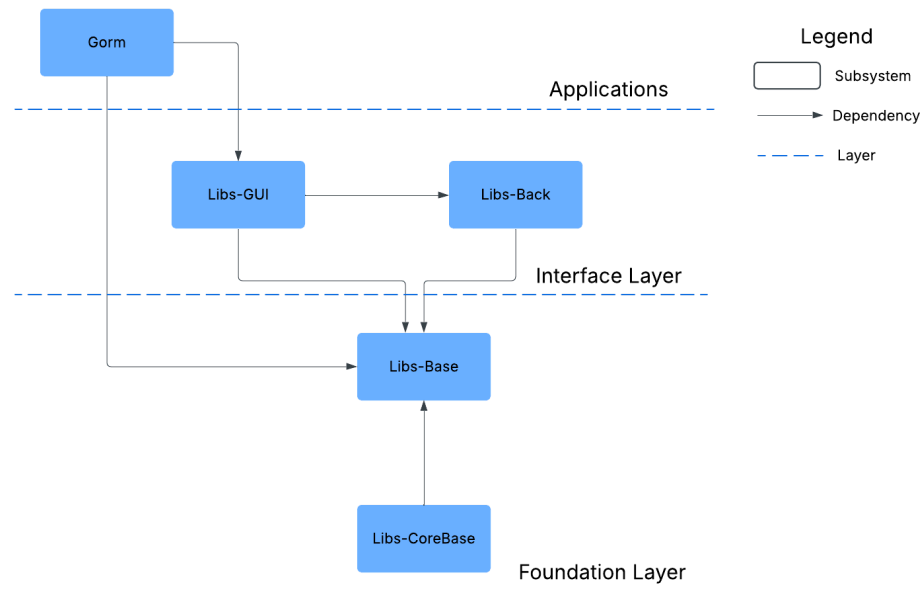 Gorm
Legend
Subsystem
Applications
Dependency
Layer
Libs-GUI
Libs-Back
Interface Layer
Libs-Base
Libs-CoreBase
Foundation Layer